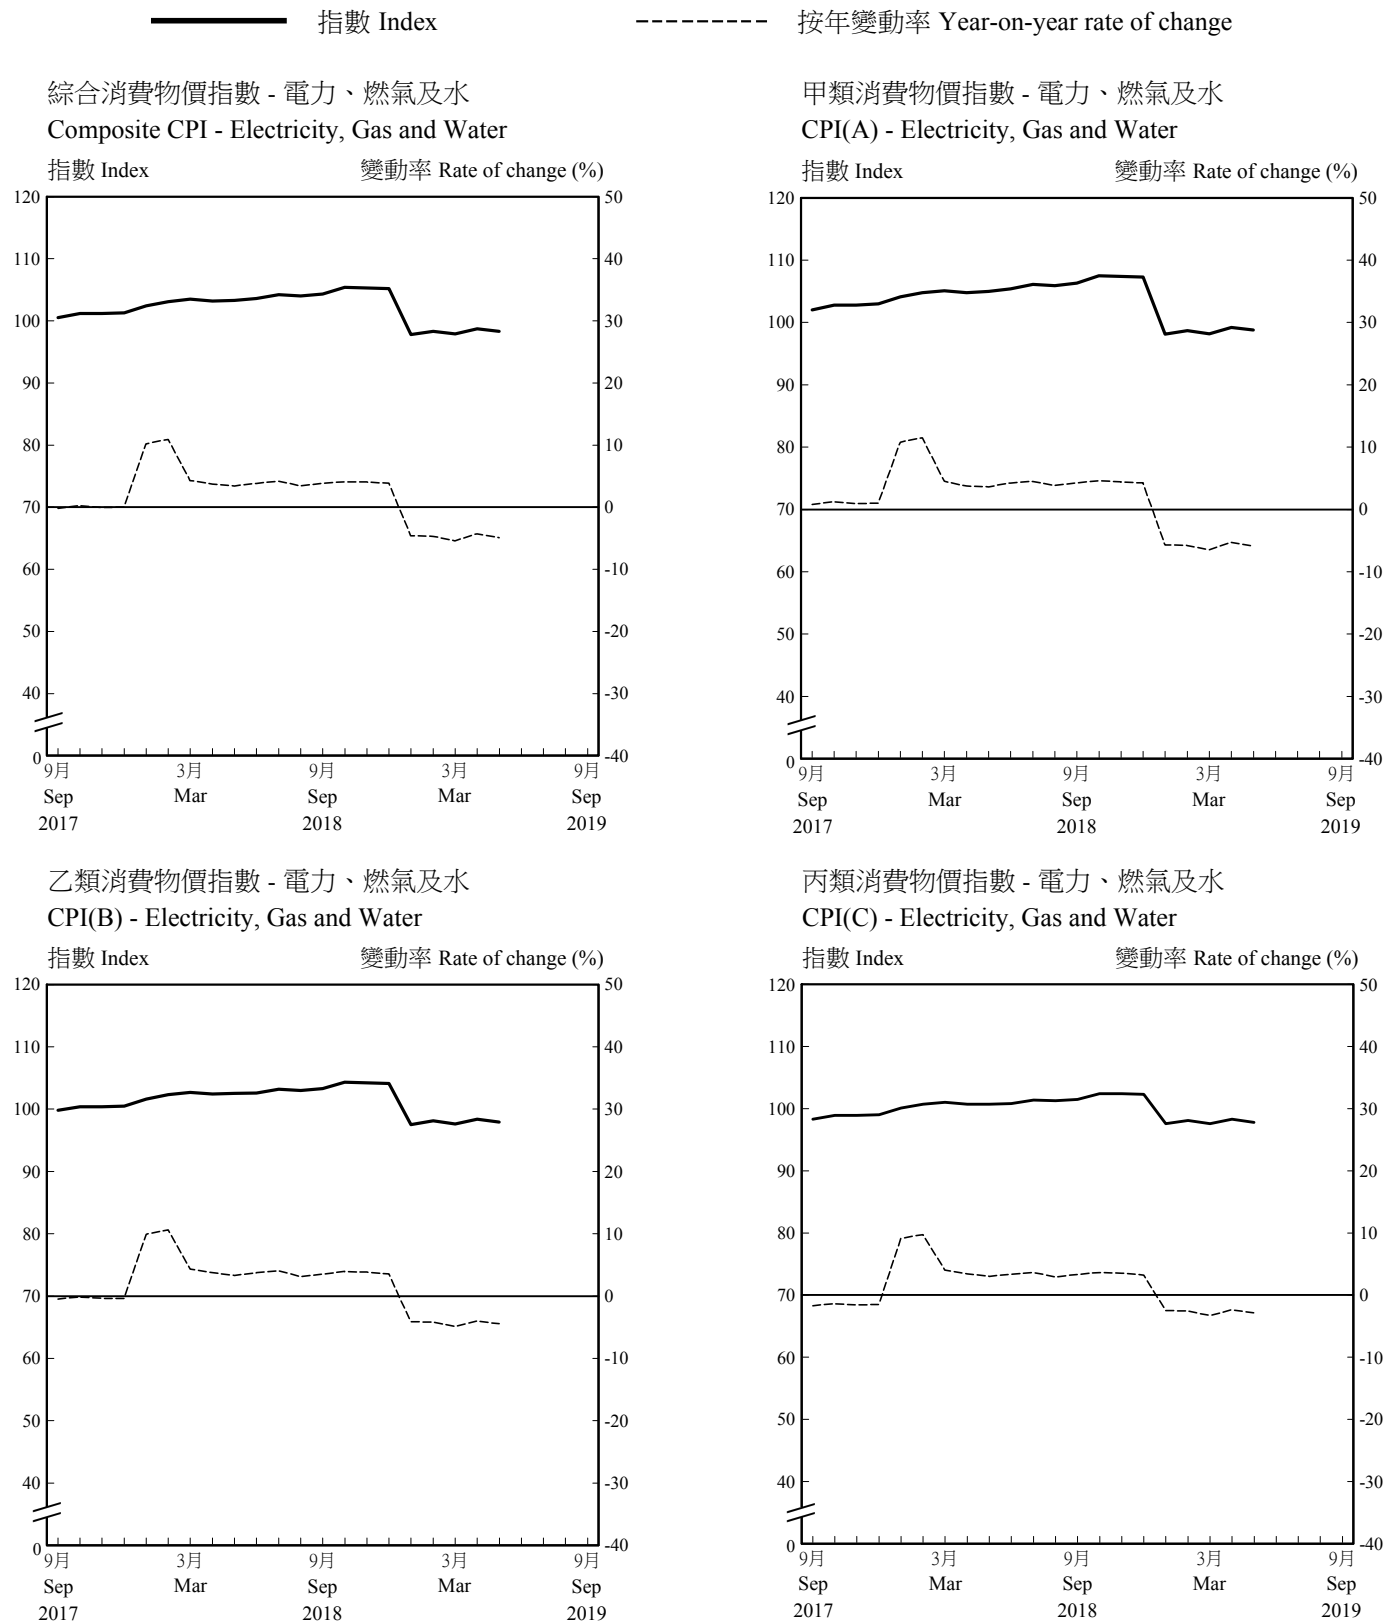 指數 Index 按年變動率 Year-on-year rate of change
綜合消費物價指數 - 電力、燃氣及水
Composite CPI - Electricity, Gas and Water
指數 Index 變動率 Rate of change (%)
120 50
110 40
100 30
90 20
80 10
70 0
60 -10
50 -20
40 -30
0 -40
9月 3月 9月 3月 9月
Sep Mar Sep Mar Sep
2017 2018 2019
甲類消費物價指數 - 電力、燃氣及水
CPI(A) - Electricity, Gas and Water
指數 Index 變動率 Rate of change (%)
120 50
110 40
100 30
90 20
80 10
70 0
60 -10
50 -20
40 -30
0 -40
9月 3月 9月 3月 9月
Sep Mar Sep Mar Sep
2017 2018 2019
乙類消費物價指數 - 電力、燃氣及水
CPI(B) - Electricity, Gas and Water
指數 Index 變動率 Rate of change (%)
120 50
110 40
100 30
90 20
80 10
70 0
60 -10
50 -20
40 -30
0 -40
9月 3月 9月 3月 9月
Sep Mar Sep Mar Sep
2017 2018 2019
丙類消費物價指數 - 電力、燃氣及水
CPI(C) - Electricity, Gas and Water
指數 Index 變動率 Rate of change (%)
120 50
110 40
100 30
90 20
80 10
70 0
60 -10
50 -20
40 -30
0 -40
9月 3月 9月 3月 9月
Sep Mar Sep Mar Sep
2017 2018 2019